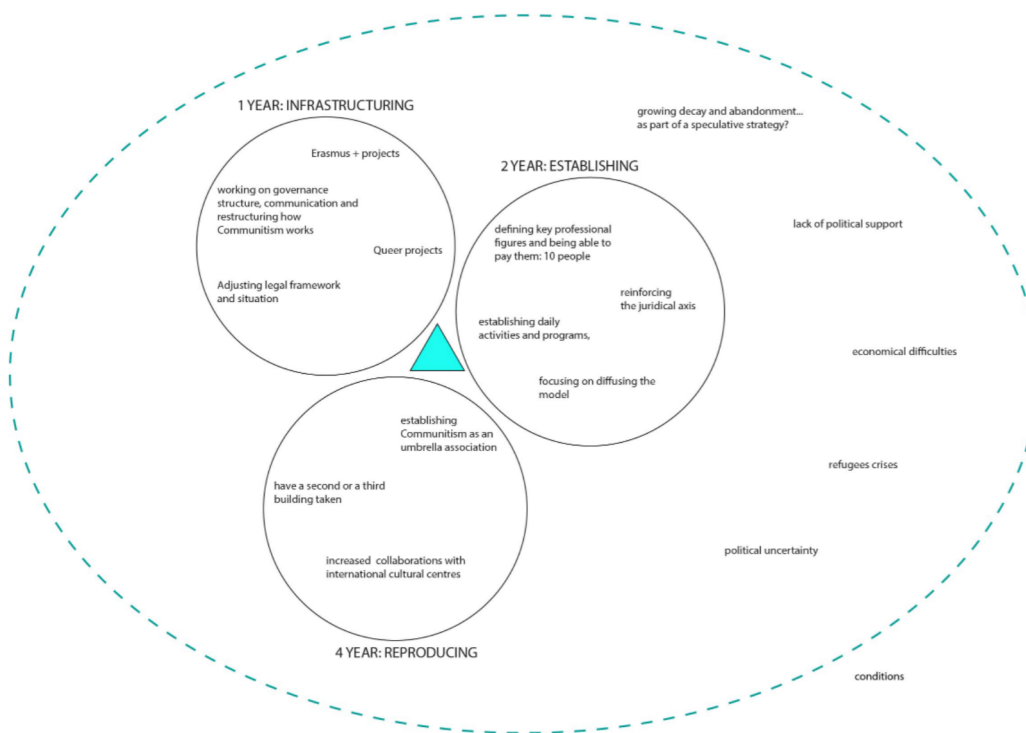 1 YEAR: INFRASTRUCTURING
Erasmus + projects
working on governance
structure, communication and
restructuring how
Communitism works
Queer projects
Adjusting legal framework
and situation
2 YEAR: ESTABLISHING
defining key professional
figures and being able to
pay them: 10 people
reinforcing
the juridical axis
establishing daily
activities and programs,
focusing on diffusing the
model
establishing
Communitism as an
umbrella association
have a second or a third
building taken
increased collaborations with
international cultural centres
4 YEAR: REPRODUCING
growing decay and abandonment...
as part of a speculative strategy?
lack of political support
economical difficulties
refugees crises
political uncertainty
conditions